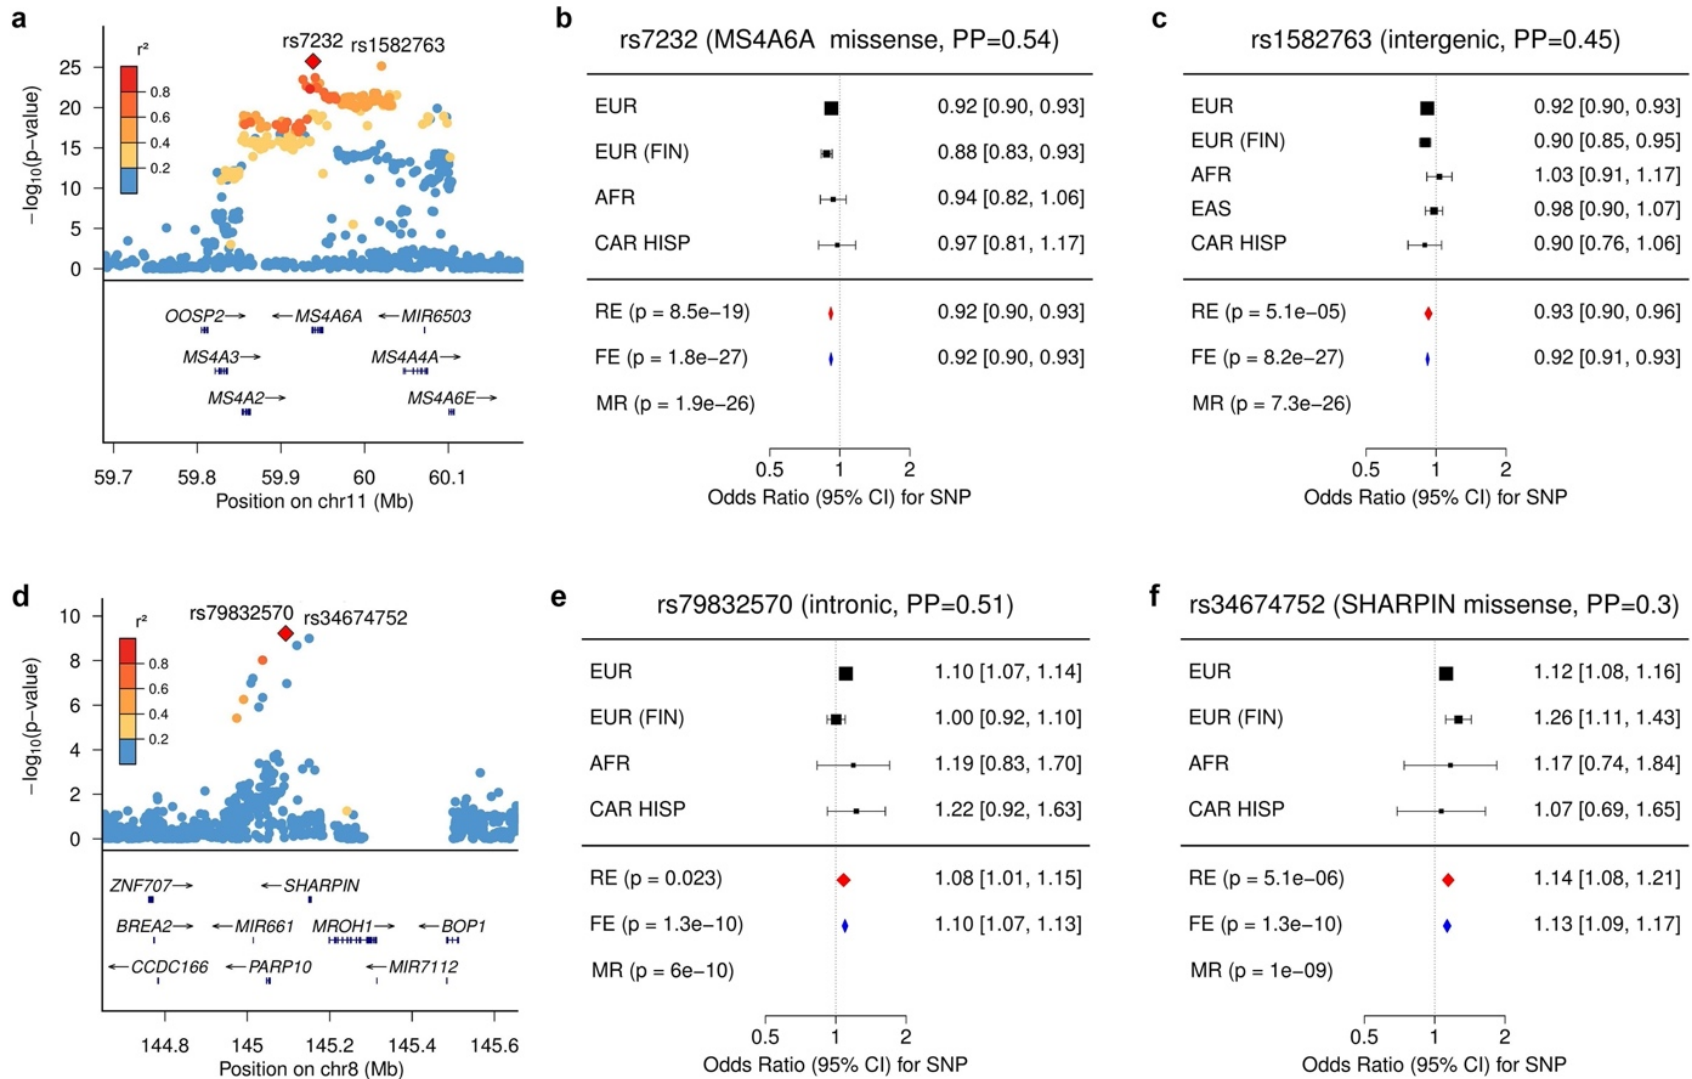 a
rs7232
rs1582763
r²
0.8
0.6
0.4
0.2
25
20
15
10
5
0
−log10(p−value)
OOSP2
MS4A6A
MIR6503
MS4A3
MS4A4A
MS4A2
MS4A6E
59.7 59.8 59.9 60 60.1
Position on chr11 (Mb)
b
rs7232 (MS4A6A missense, PP=0.54)
EUR 0.92 [0.90, 0.93]
EUR (FIN) 0.88 [0.83, 0.93]
AFR 0.94 [0.82, 1.06]
CAR HISP 0.97 [0.81, 1.17]
RE (p = 8.5e−19) 0.92 [0.90, 0.93]
FE (p = 1.8e−27) 0.92 [0.90, 0.93]
MR (p = 1.9e−26)
0.5 1 2
Odds Ratio (95% CI) for SNP
c
rs1582763 (intergenic, PP=0.45)
EUR 0.92 [0.90, 0.93]
EUR (FIN) 0.90 [0.85, 0.95]
AFR 1.03 [0.91, 1.17]
EAS 0.98 [0.90, 1.07]
CAR HISP 0.90 [0.76, 1.06]
RE (p = 5.1e−05) 0.93 [0.90, 0.96]
FE (p = 8.2e−27) 0.92 [0.91, 0.93]
MR (p = 7.3e−26)
0.5 1 2
Odds Ratio (95% CI) for SNP
d
rs79832570
rs34674752
r²
0.8
0.6
0.4
0.2
10
8
6
4
2
0
−log10(p−value)
ZNF707
SHARPIN
BREA2
MIR661
MROH1
BOP1
CCDC166
PARP10
MIR7112
144.8 145 145.2 145.4 145.6
Position on chr8 (Mb)
e
rs79832570 (intronic, PP=0.51)
EUR 1.10 [1.07, 1.14]
EUR (FIN) 1.00 [0.92, 1.10]
AFR 1.19 [0.83, 1.70]
CAR HISP 1.22 [0.92, 1.63]
RE (p = 0.023) 1.08 [1.01, 1.15]
FE (p = 1.3e−10) 1.10 [1.07, 1.13]
MR (p = 6e−10)
0.5 1 2
Odds Ratio (95% CI) for SNP
f
rs34674752 (SHARPIN missense, PP=0.3)
EUR 1.12 [1.08, 1.16]
EUR (FIN) 1.26 [1.11, 1.43]
AFR 1.17 [0.74, 1.84]
CAR HISP 1.07 [0.69, 1.65]
RE (p = 5.1e−06) 1.14 [1.08, 1.21]
FE (p = 1.3e−10) 1.13 [1.09, 1.17]
MR (p = 1e−09)
0.5 1 2
Odds Ratio (95% CI) for SNP